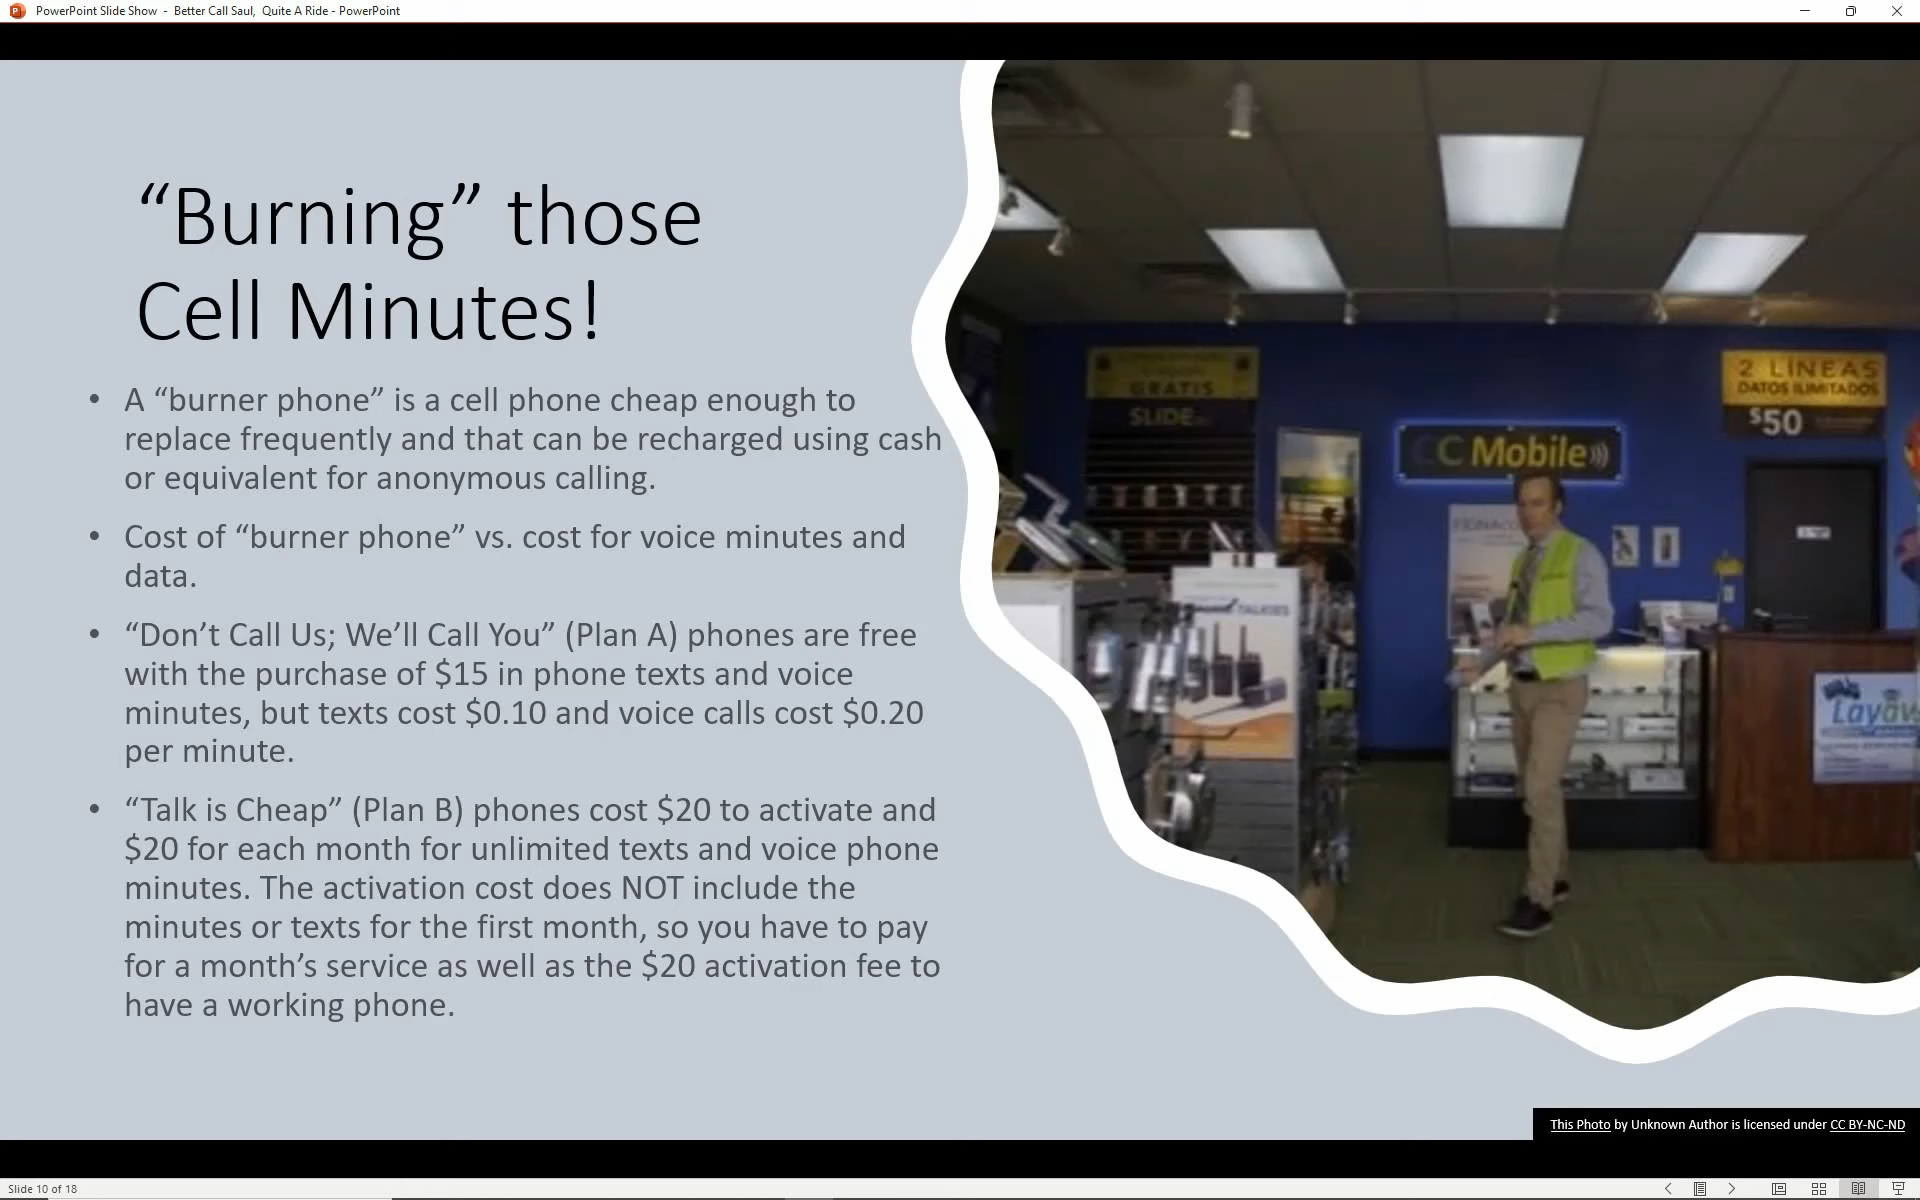 PowerPoint Slide Show - Better Call Saul, Quite A Ride - PowerPoint
“Burning” those
Cell Minutes!
• A “burner phone” is a cell phone cheap enough to
replace frequently and that can be recharged using cash
or equivalent for anonymous calling.
• Cost of “burner phone” vs. cost for voice minutes and
data.
• “Don’t Call Us; We’ll Call You” (Plan A) phones are free
with the purchase of $15 in phone texts and voice
minutes, but texts cost $0.10 and voice calls cost $0.20
per minute.
• “Talk is Cheap” (Plan B) phones cost $20 to activate and
$20 for each month for unlimited texts and voice phone
minutes. The activation cost does NOT include the
minutes or texts for the first month, so you have to pay
for a month’s service as well as the $20 activation fee to
have a working phone.
GRATIS
SLIDE
2 LÍNEAS
DATOS ILIMITADOS
$50
CC Mobile
TALKIES
Layaw
This Photo by Unknown Author is licensed under CC BY-NC-ND
Slide 10 of 18